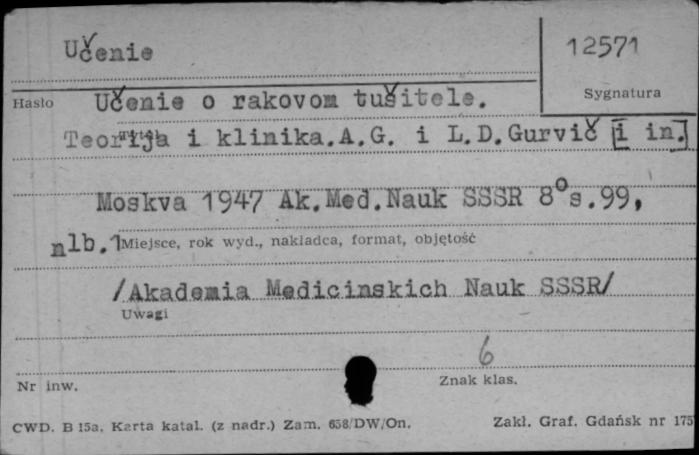 Učenie
12571
Hasło Učenie o rakovom tušitele.
Sygnatura
Teorija i klinika.A.G. i L.D.Gurvič [i in.]
Moskva 1947 Ak.Med.Nauk SSSR 8° s.99,
nlb.1 Miejsce, rok wyd., nakładca, format, objętość
/Akademia Medicinskich Nauk SSSR/
Uwagi
6
Nr inw.
Znak klas.
CWD. B 15a. Karta katal. (z nadr.) Zam. 658/DW/On.
Zakł. Graf. Gdańsk nr 175